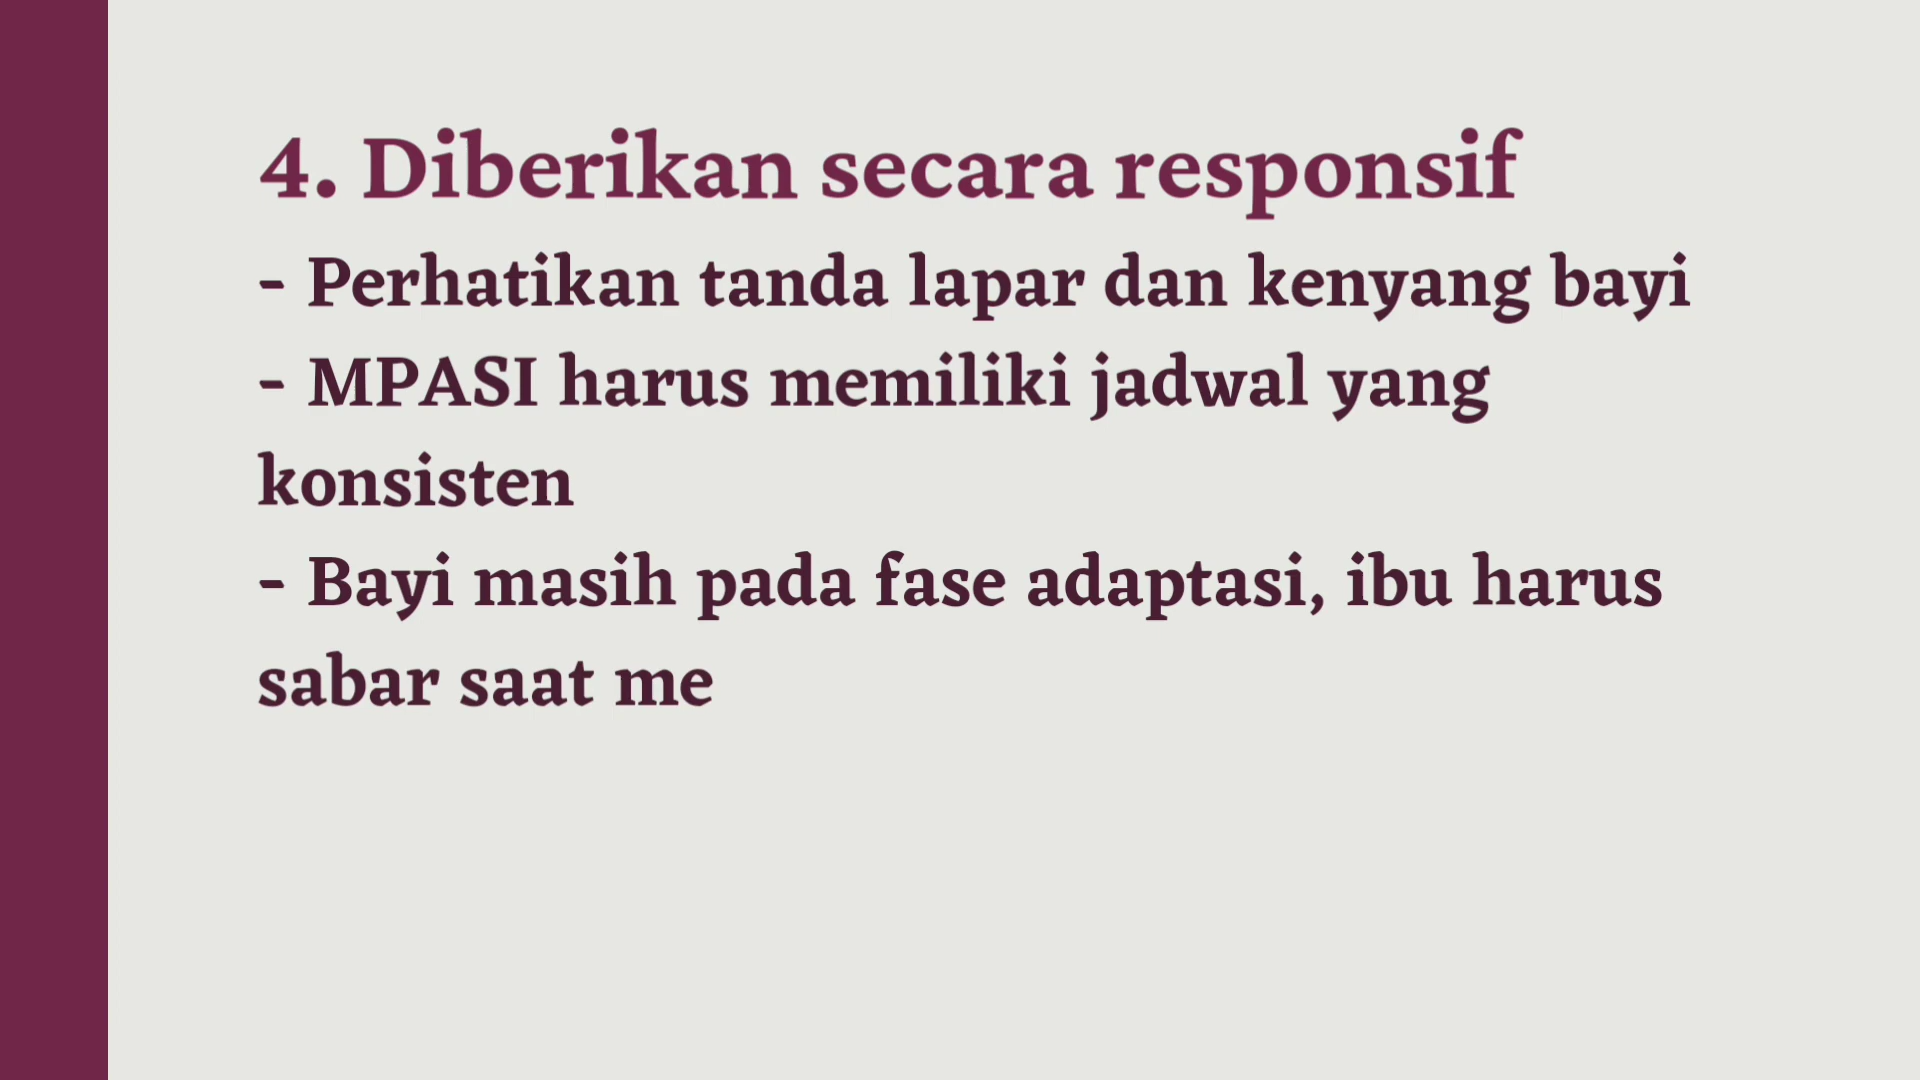 4. Diberikan secara responsif
- Perhatikan tanda lapar dan kenyang bayi
- MPASI harus memiliki jadwal yang
konsisten
- Bayi masih pada fase adaptasi, ibu harus
sabar saat me